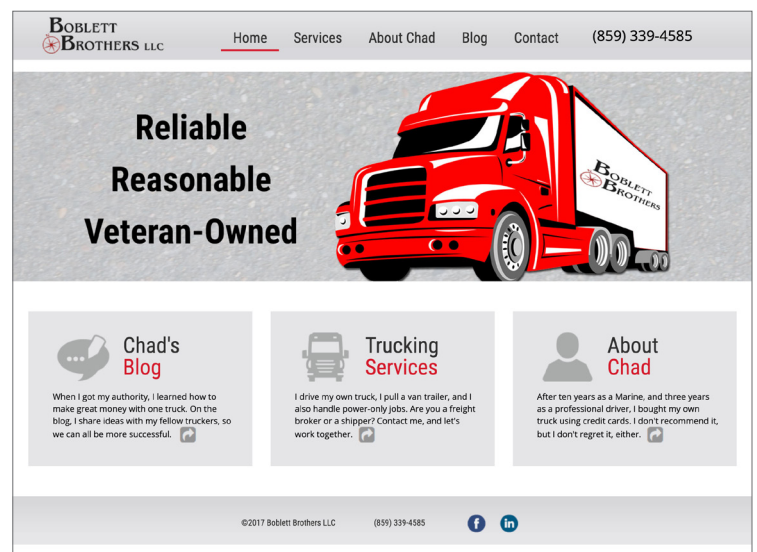 BOBLETT
BROTHERS LLC
Home Services About Chad Blog Contact (859) 339-4585
Reliable
Reasonable
Veteran-Owned
BOBLETT
BROTHERS
Chad's
Blog
When I got my authority, I learned how to
make great money with one truck. On the
blog, I share ideas with my fellow truckers, so
we can all be more successful.
Trucking
Services
I drive my own truck, I pull a van trailer, and I
also handle power-only jobs. Are you a freight
broker or a shipper? Contact me, and let's
work together.
About
Chad
After ten years as a Marine, and three years
as a professional driver, I bought my own
truck using credit cards. I don't recommend it,
but I don't regret it, either.
©2017 Boblett Brothers LLC (859) 339-4585 f in